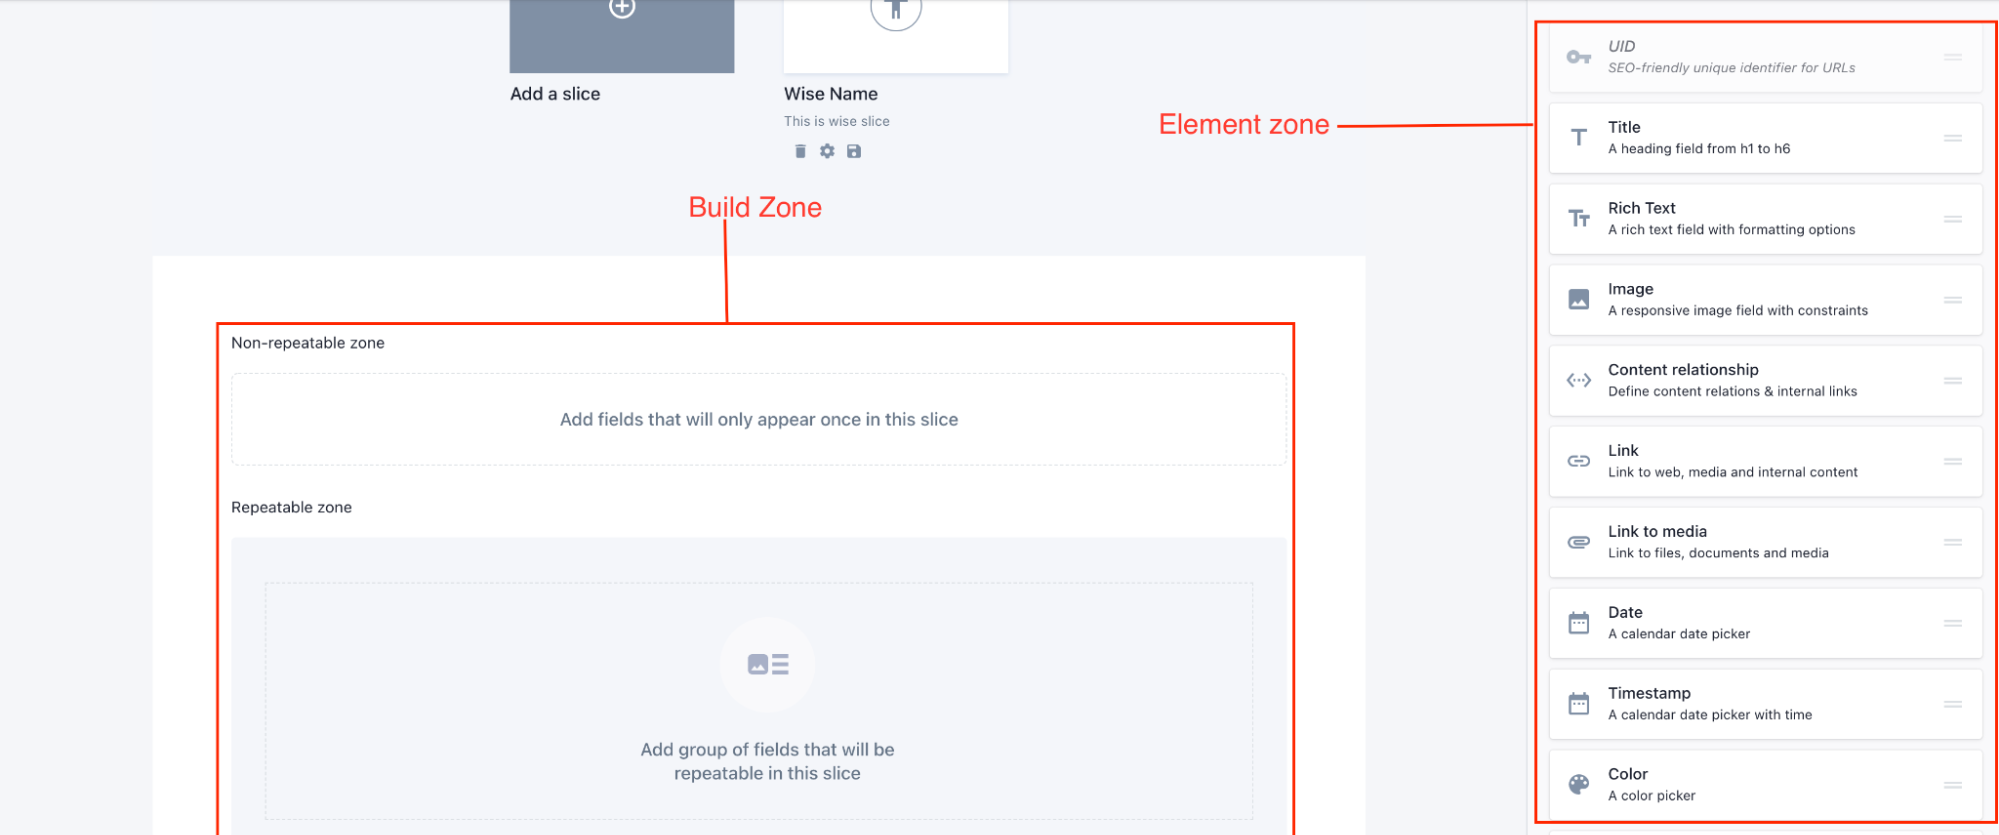 Add a slice
Wise Name
This is wise slice
Build Zone
Non-repeatable zone
Add fields that will only appear once in this slice
Repeatable zone
Add group of fields that will be
repeatable in this slice
Element zone
UID
SEO-friendly unique identifier for URLs
Title
A heading field from h1 to h6
Rich Text
A rich text field with formatting options
Image
A responsive image field with constraints
Content relationship
Define content relations & internal links
Link
Link to web, media and internal content
Link to media
Link to files, documents and media
Date
A calendar date picker
Timestamp
A calendar date picker with time
Color
A color picker